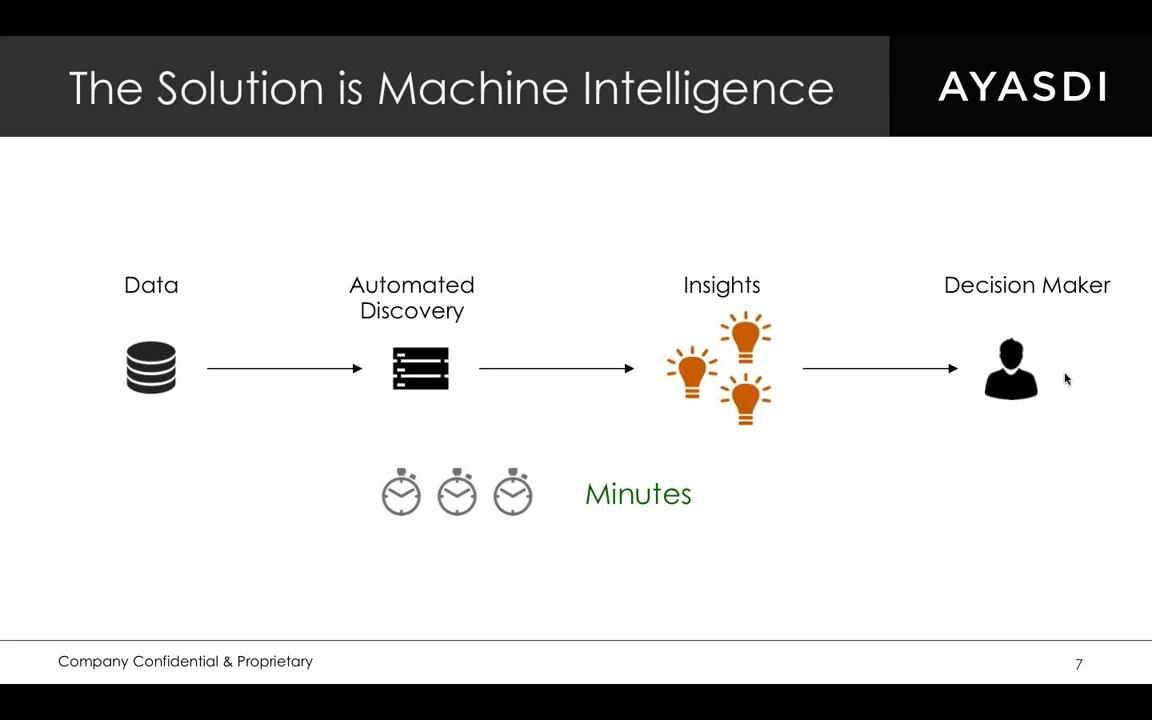 The Solution is Machine Intelligence
AYASDI
Data
Automated
Discovery
Insights
Decision Maker
Minutes
Company Confidential & Proprietary
7